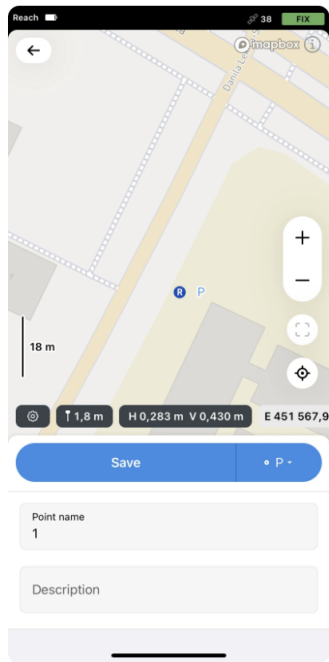 Reach 38 FIX
mapbox
Danila
R P
18 m
1,8 m H 0,283 m V 0,430 m E 451 567,9
Save P
Point name
1
Description